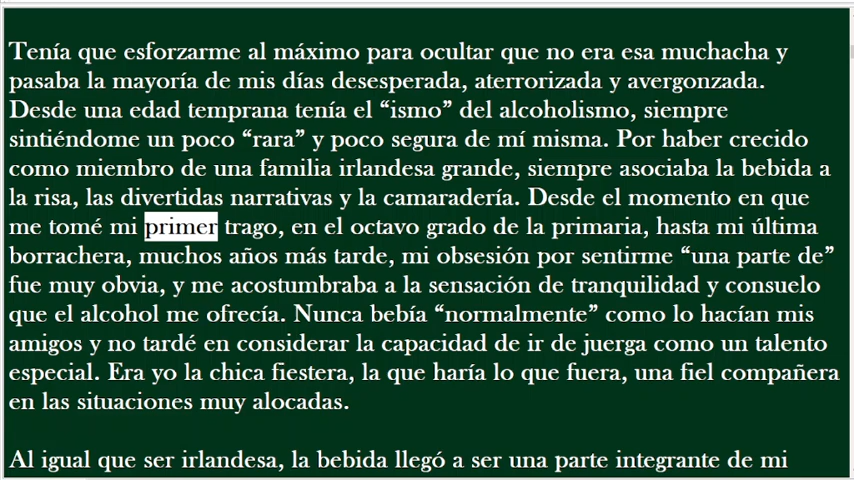 Tenía que esforzarme al máximo para ocultar que no era esa muchacha y
pasaba la mayoría de mis días desesperada, aterrorizada y avergonzada.
Desde una edad temprana tenía el “ismo” del alcoholismo, siempre
sintiéndome un poco “rara” y poco segura de mí misma. Por haber crecido
como miembro de una familia irlandesa grande, siempre asociaba la bebida a
la risa, las divertidas narrativas y la camaradería. Desde el momento en que
me tomé mi primer trago, en el octavo grado de la primaria, hasta mi última
borrachera, muchos años más tarde, mi obsesión por sentirme “una parte de”
fue muy obvia, y me acostumbraba a la sensación de tranquilidad y consuelo
que el alcohol me ofrecía. Nunca bebía “normalmente” como lo hacían mis
amigos y no tardé en considerar la capacidad de ir de juerga como un talento
especial. Era yo la chica fiestera, la que haría lo que fuera, una fiel compañera
en las situaciones muy alocadas.
Al igual que ser irlandesa, la bebida llegó a ser una parte integrante de mi